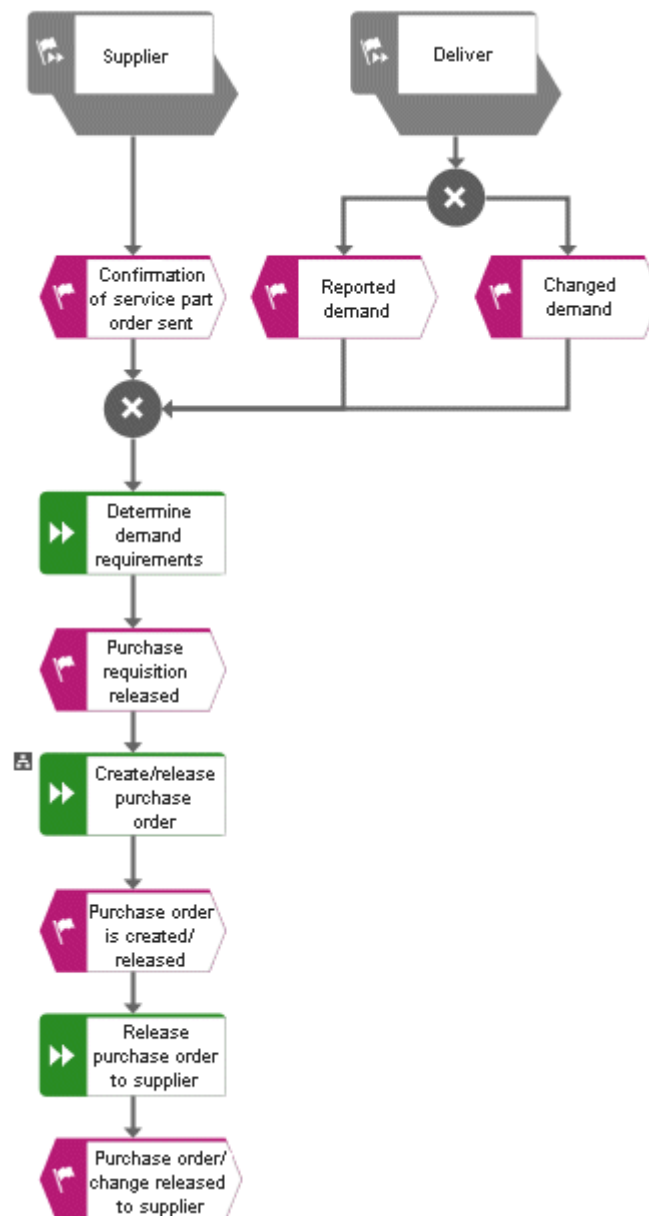 Supplier
Deliver
Confirmation
of service part
order sent
Reported
demand
Changed
demand
Determine
demand
requirements
Purchase
requisition
released
Create/release
purchase
order
Purchase order
is created/
released
Release
purchase order
to supplier
Purchase order/
change released
to supplier